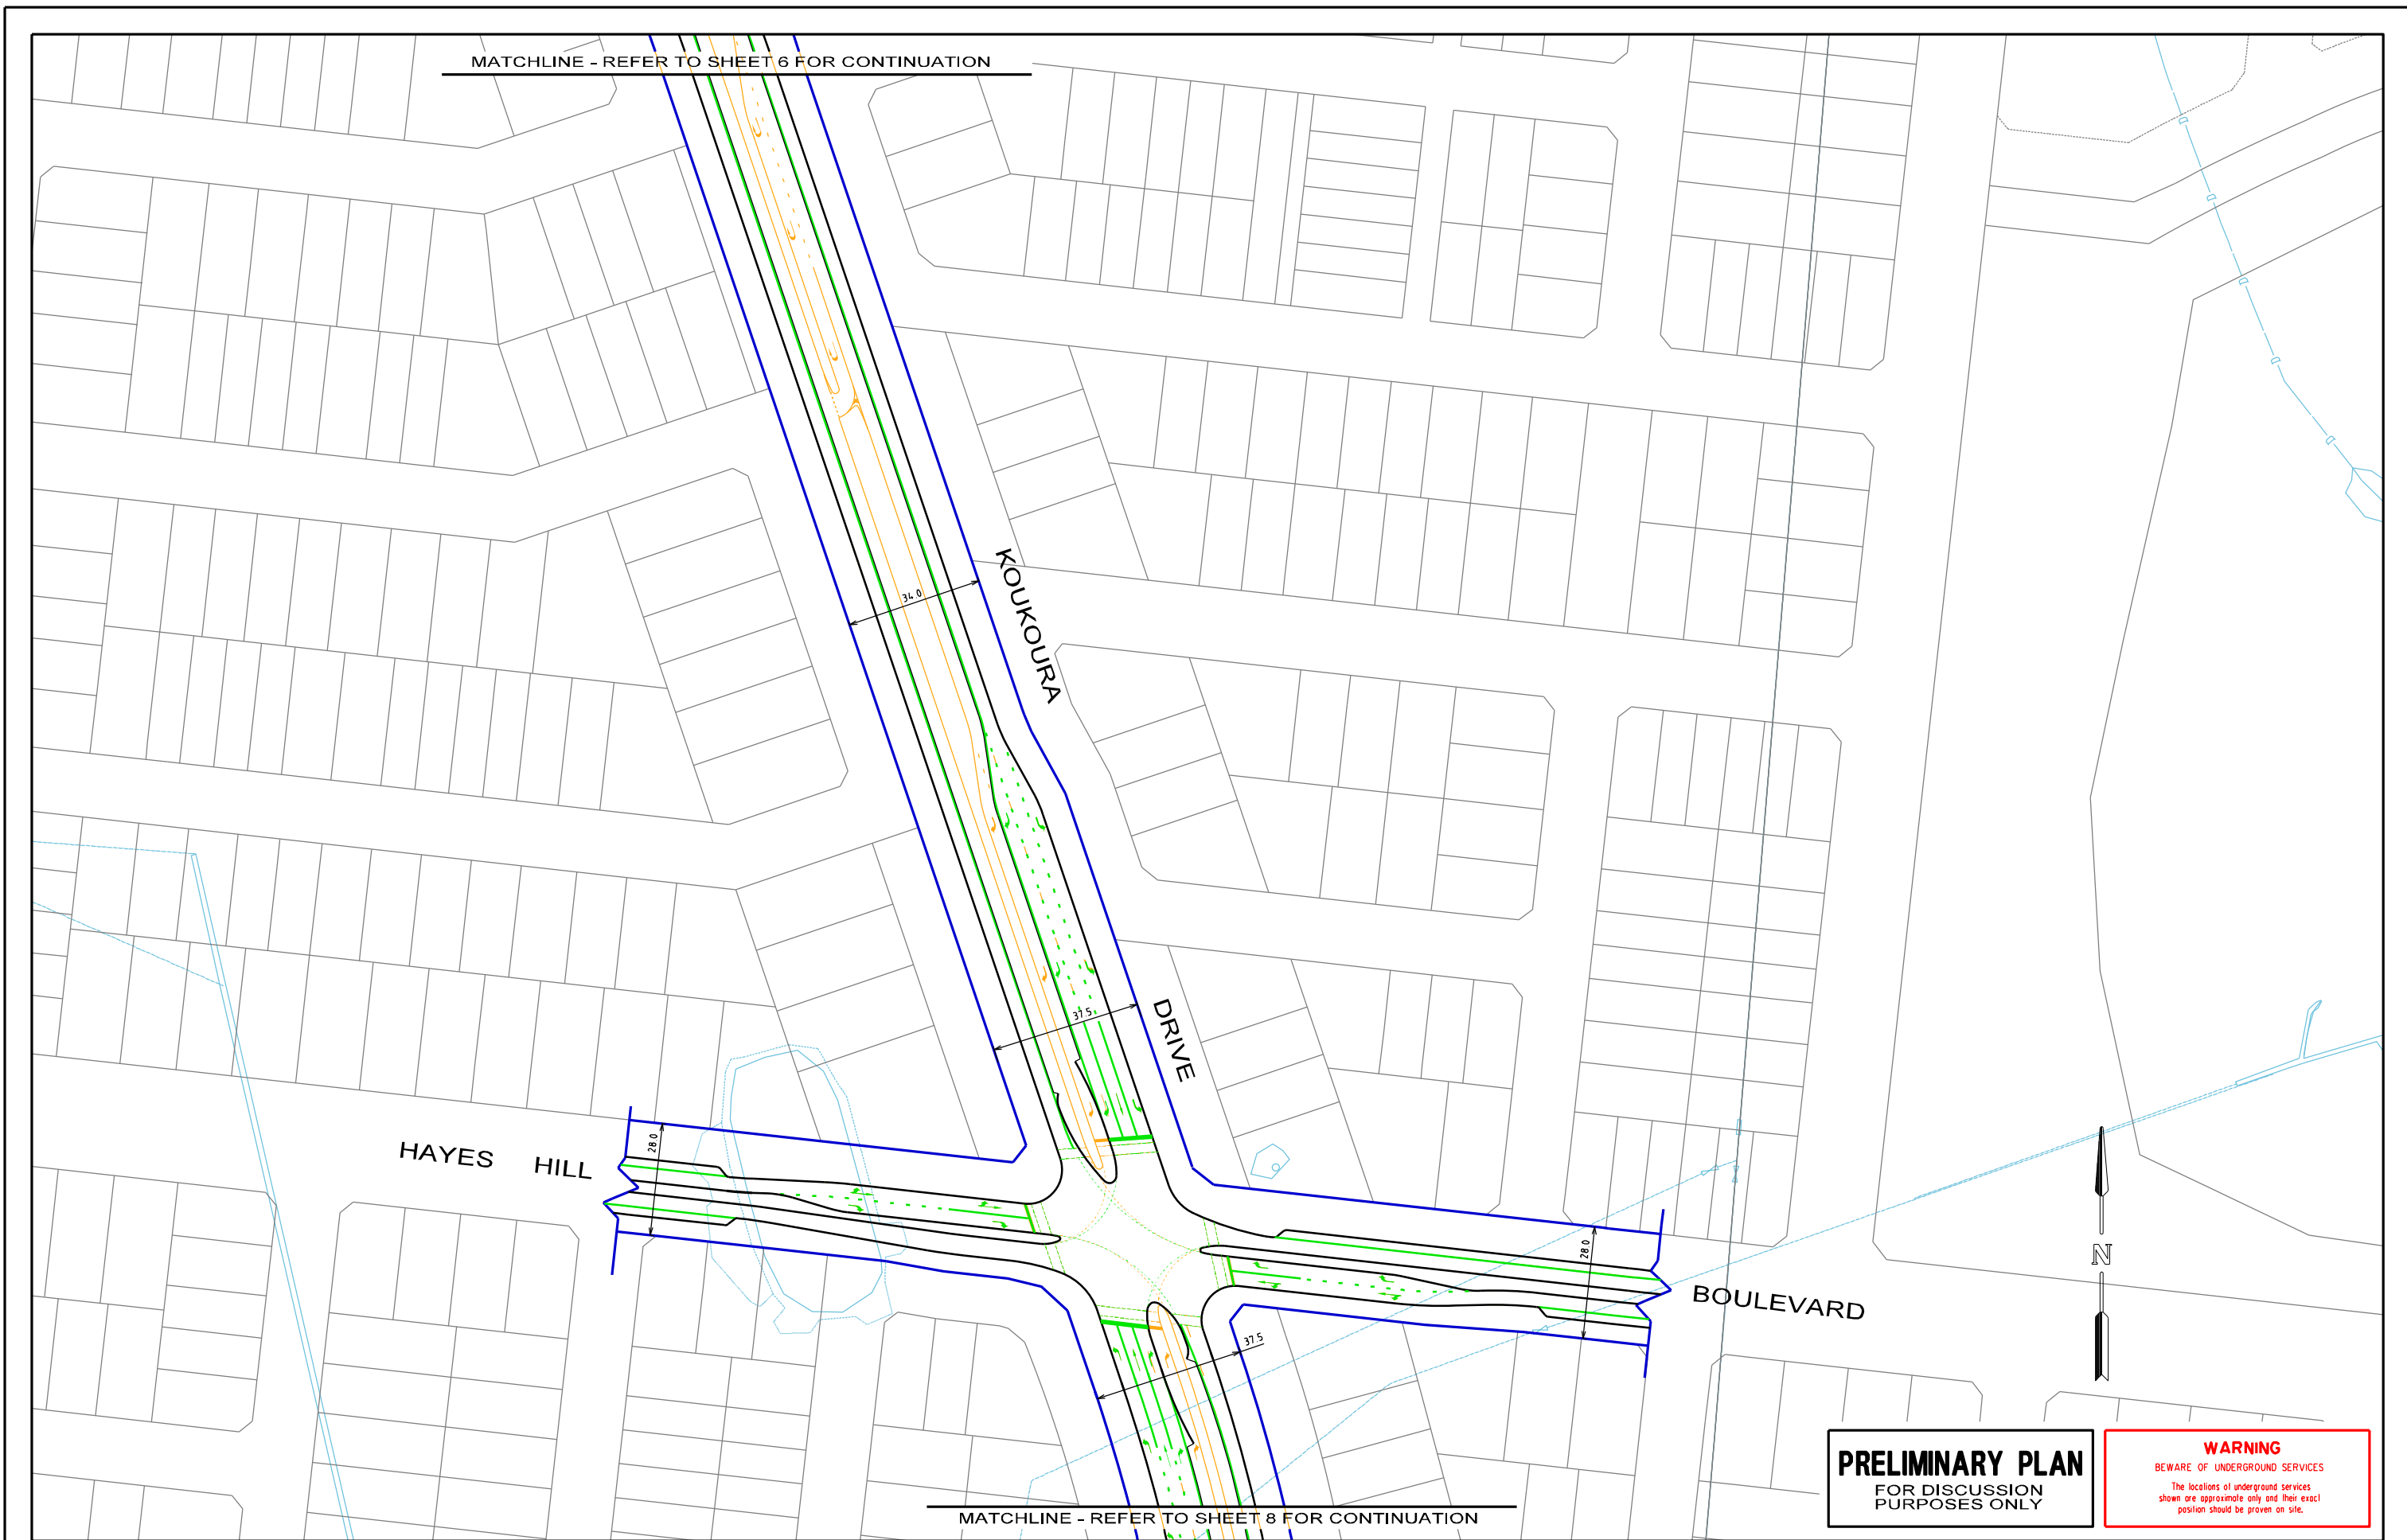 MATCHLINE - REFER TO SHEET 6 FOR CONTINUATION
34.0
KOUKOURA
37.5
DRIVE
28.0
HAYES HILL
28.0
BOULEVARD
37.5
N
MATCHLINE - REFER TO SHEET 8 FOR CONTINUATION
PRELIMINARY PLAN
FOR DISCUSSION
PURPOSES ONLY
WARNING
BEWARE OF UNDERGROUND SERVICES
The locations of underground services
shown are approximate only and their exact
position should be proven on site.